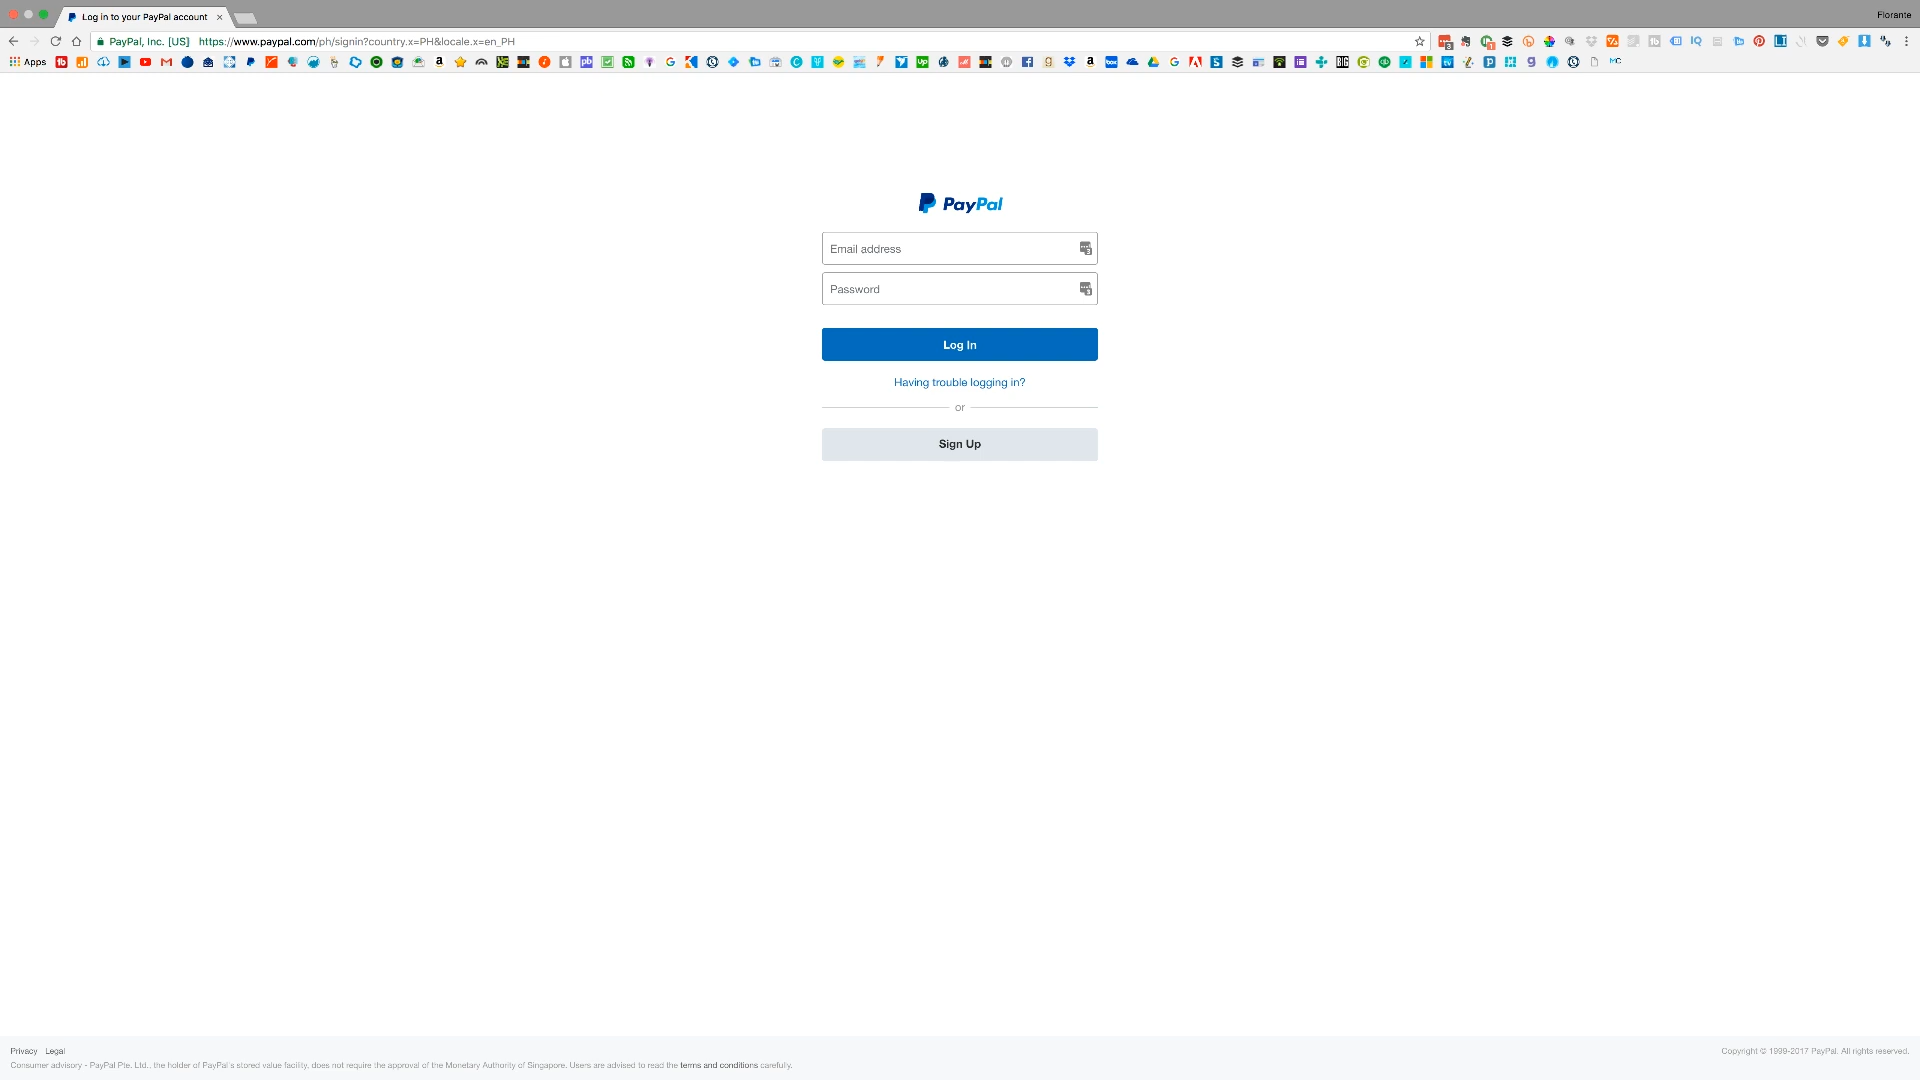 Log in to your PayPal account
Florante
PayPal, Inc. [US] https://www.paypal.com/ph/signin?country.x=PH&locale.x=en_PH
Apps
PayPal
Email address
Password
Log In
Having trouble logging in?
or
Sign Up
Privacy Legal
Copyright © 1999-2017 PayPal. All rights reserved.
Consumer advisory - PayPal Pte. Ltd., the holder of PayPal's stored value facility, does not require the approval of the Monetary Authority of Singapore. Users are advised to read the terms and conditions carefully.